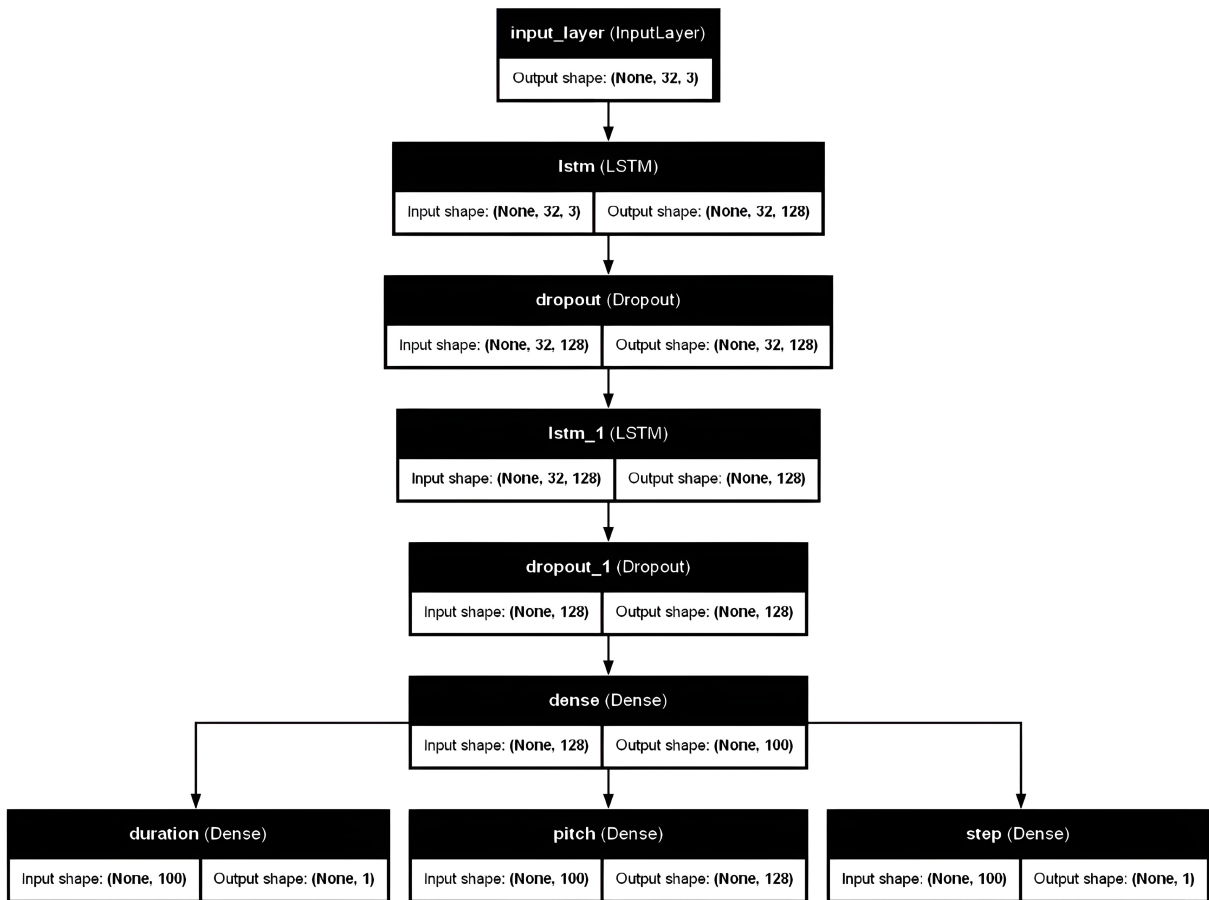 input_layer (InputLayer)
Output shape: (None, 32, 3)
lstm (LSTM)
Input shape: (None, 32, 3) Output shape: (None, 32, 128)
dropout (Dropout)
Input shape: (None, 32, 128) Output shape: (None, 32, 128)
lstm_1 (LSTM)
Input shape: (None, 32, 128) Output shape: (None, 128)
dropout_1 (Dropout)
Input shape: (None, 128) Output shape: (None, 128)
dense (Dense)
Input shape: (None, 128) Output shape: (None, 100)
duration (Dense) pitch (Dense) step (Dense)
Input shape: (None, 100) Output shape: (None, 1) Input shape: (None, 100) Output shape: (None, 128) Input shape: (None, 100) Output shape: (None, 1)